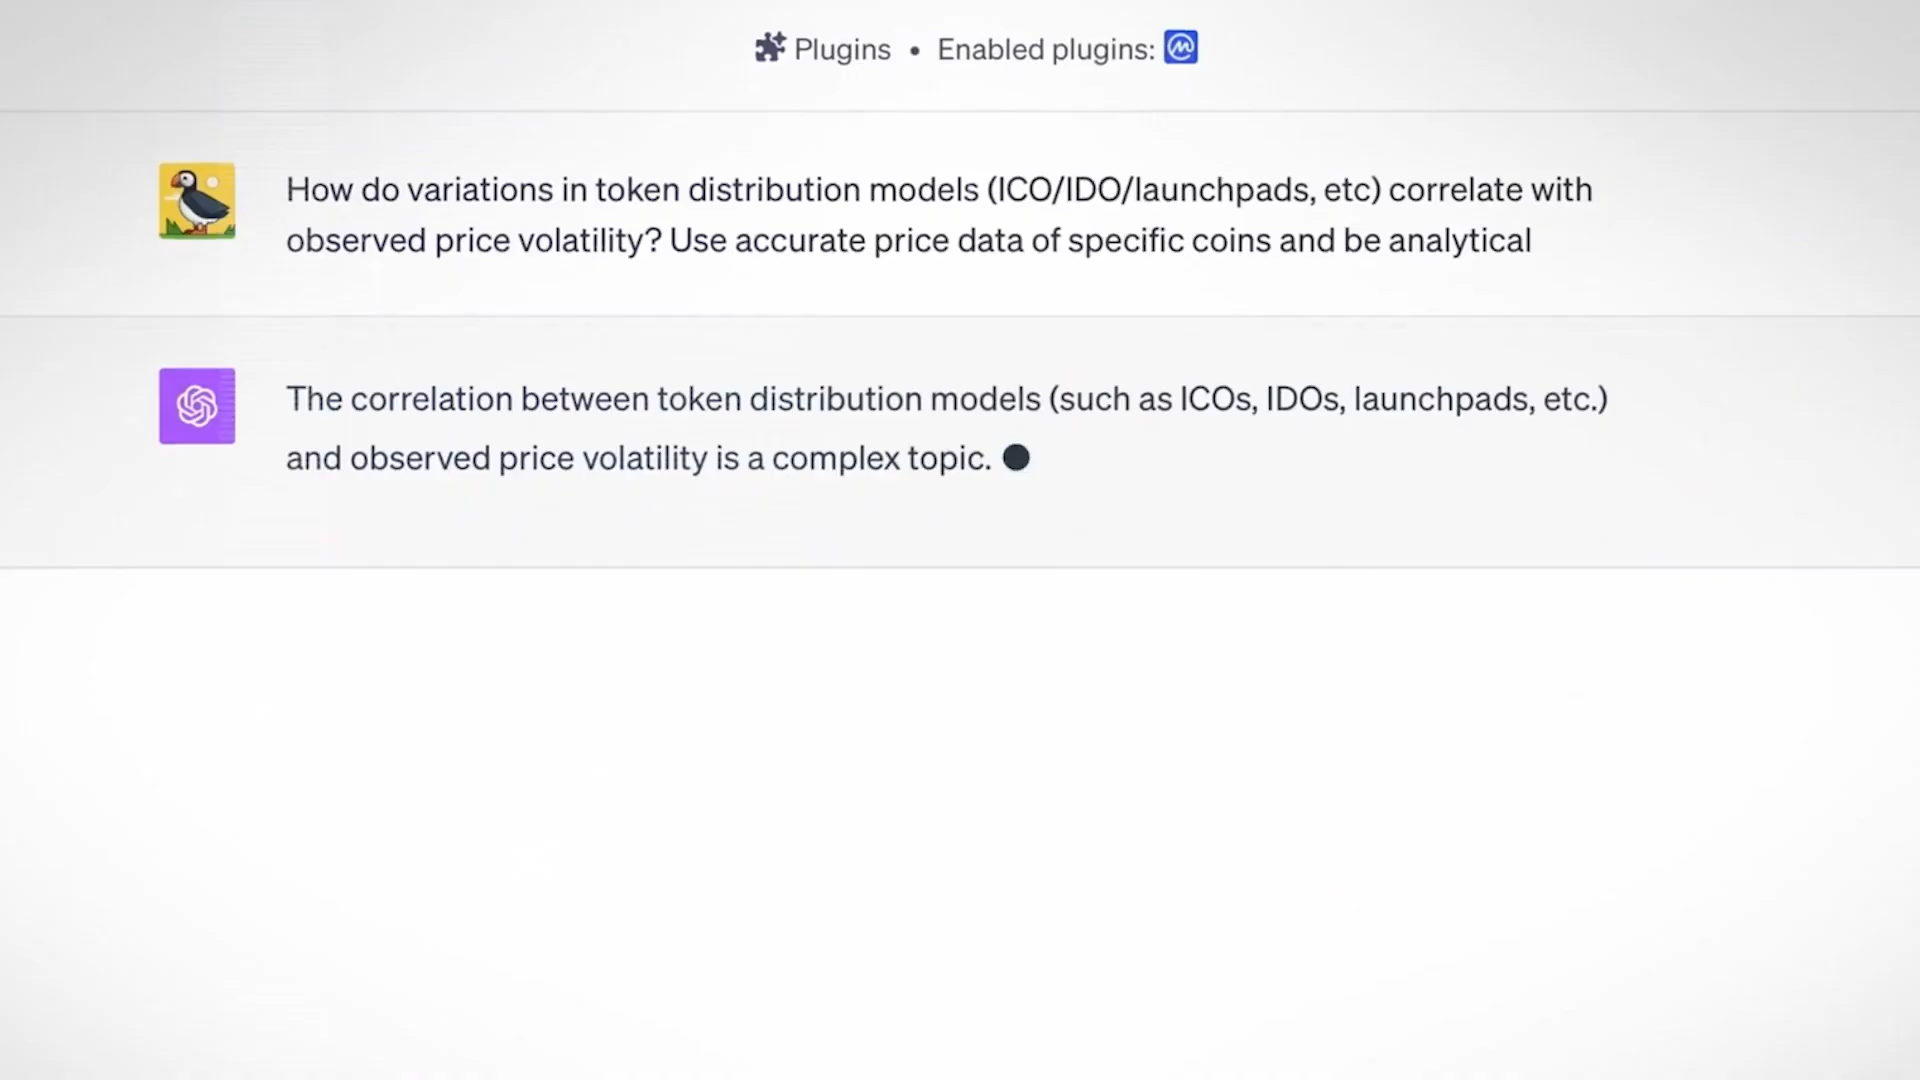 Plugins • Enabled plugins:
How do variations in token distribution models (ICO/IDO/launchpads, etc) correlate with
observed price volatility? Use accurate price data of specific coins and be analytical
The correlation between token distribution models (such as ICOs, IDOs, launchpads, etc.)
and observed price volatility is a complex topic.